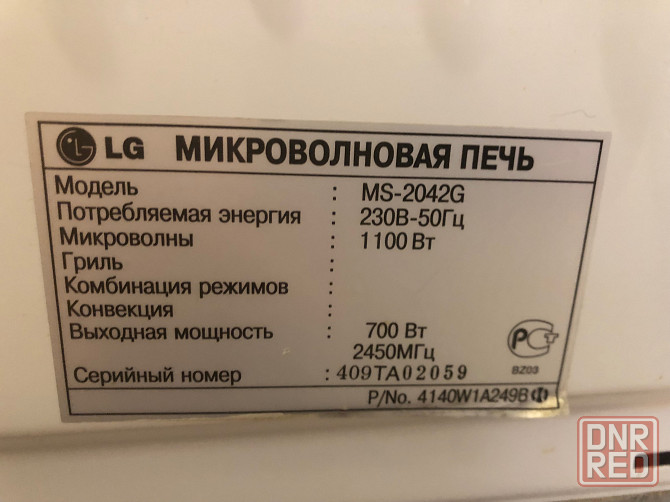 LG МИКРОВОЛНОВАЯ ПЕЧЬ
Модель : MS-2042G
Потребляемая энергия : 230В-50Гц
Микроволны : 1100 Вт
Гриль :
Комбинация режимов :
Конвекция :
Выходная мощность : 700 Вт
2450МГц
РСТ
BZ03
Серийный номер : 409TA02059
P/No. 4140W1A249B
DNR
RED